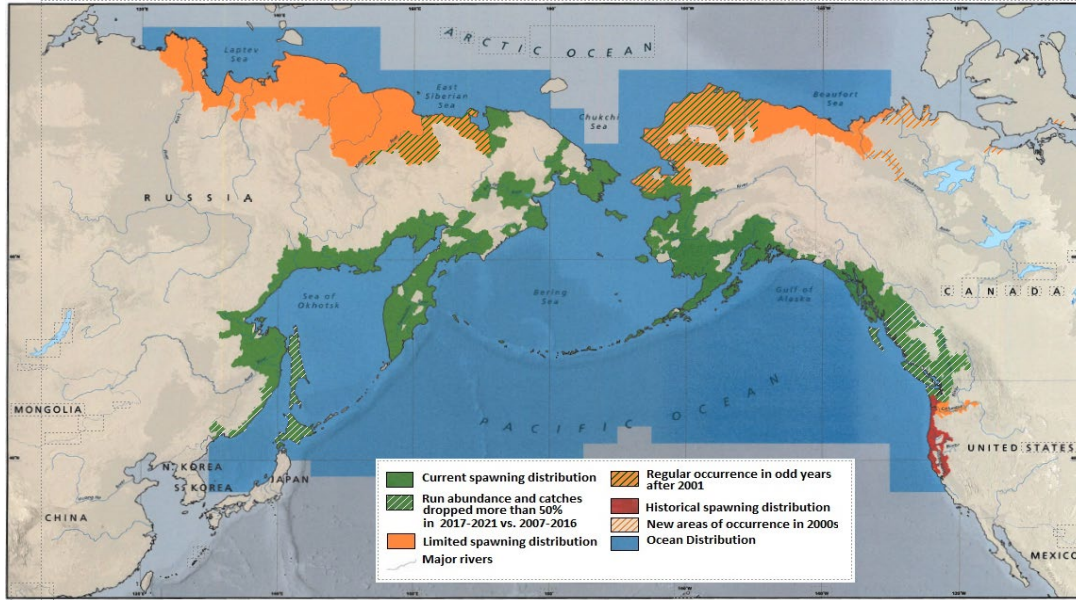 ARCTIC OCEAN
Laptev
Sea
East
Siberian
Sea
Chukchi
Sea
Beaufort
Sea
RUSSIA
Sea of
Okhotsk
Bering
Sea
Gulf of
Alaska
CANADA
MONGOLIA
PACIFIC OCEAN
UNITED STATES
N. KOREA
S KOREA
JAPAN
CHINA
MEXICO
Current spawning distribution
Run abundance and catches
dropped more than 50%
in 2017-2021 vs. 2007-2016
Limited spawning distribution
Major rivers
Regular occurrence in odd years
after 2001
Historical spawning distribution
New areas of occurrence in 2000s
Ocean Distribution